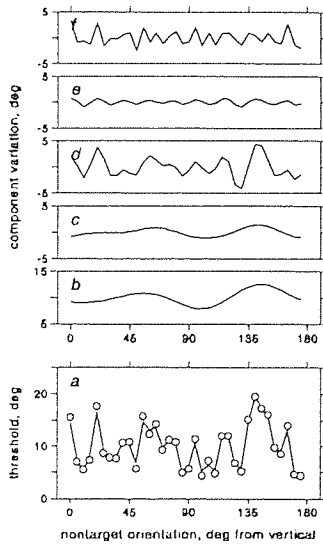 5
f
-5
5
e
-5
5
d
-5
5
c
-5
15
b
5
0 45 90 135 180
component variation, deg
a
20
10
0
threshold, deg
0 45 90 135 180
nontarget orientation, deg from vertical